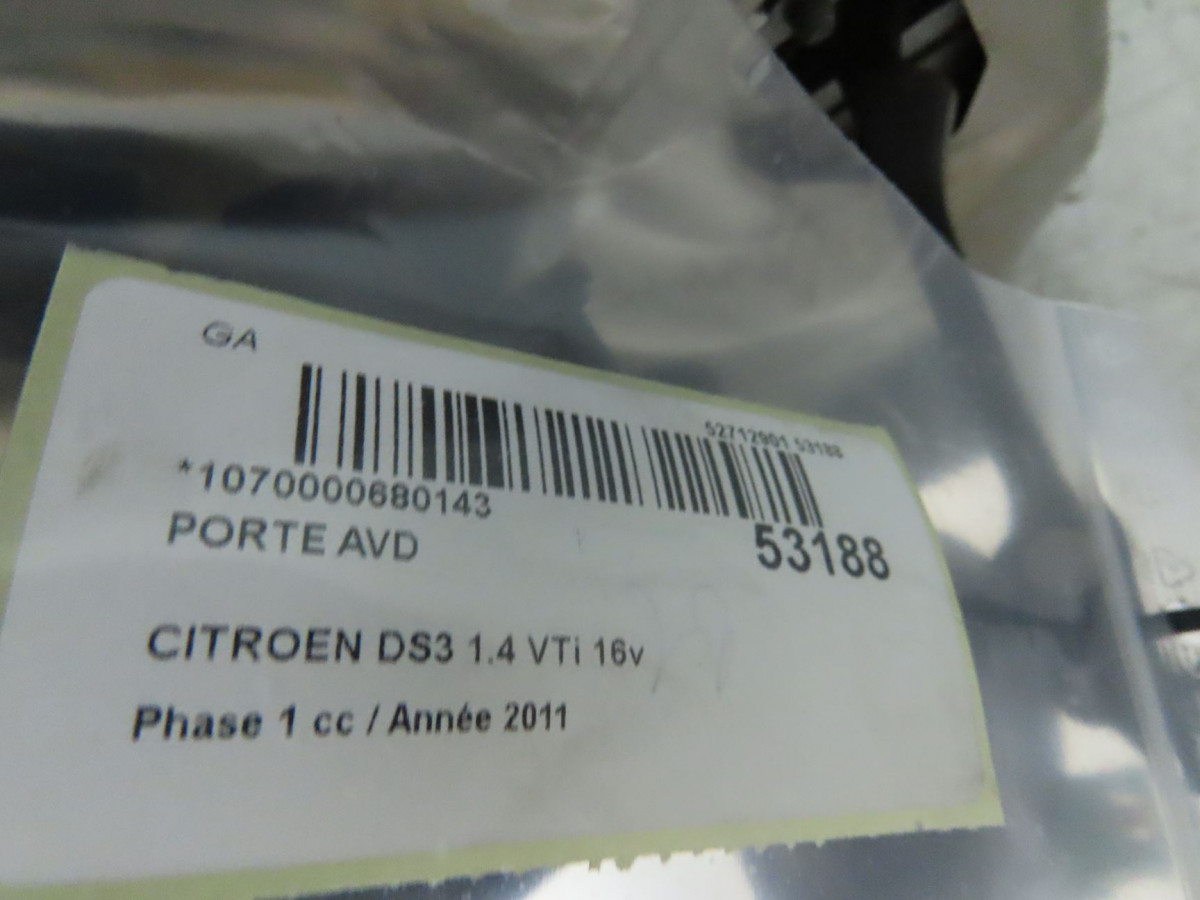 GA
52712901 53188
*1070000680143
53188
PORTE AVD
CITROEN DS3 1.4 VTi 16v
Phase 1 cc / Année 2011